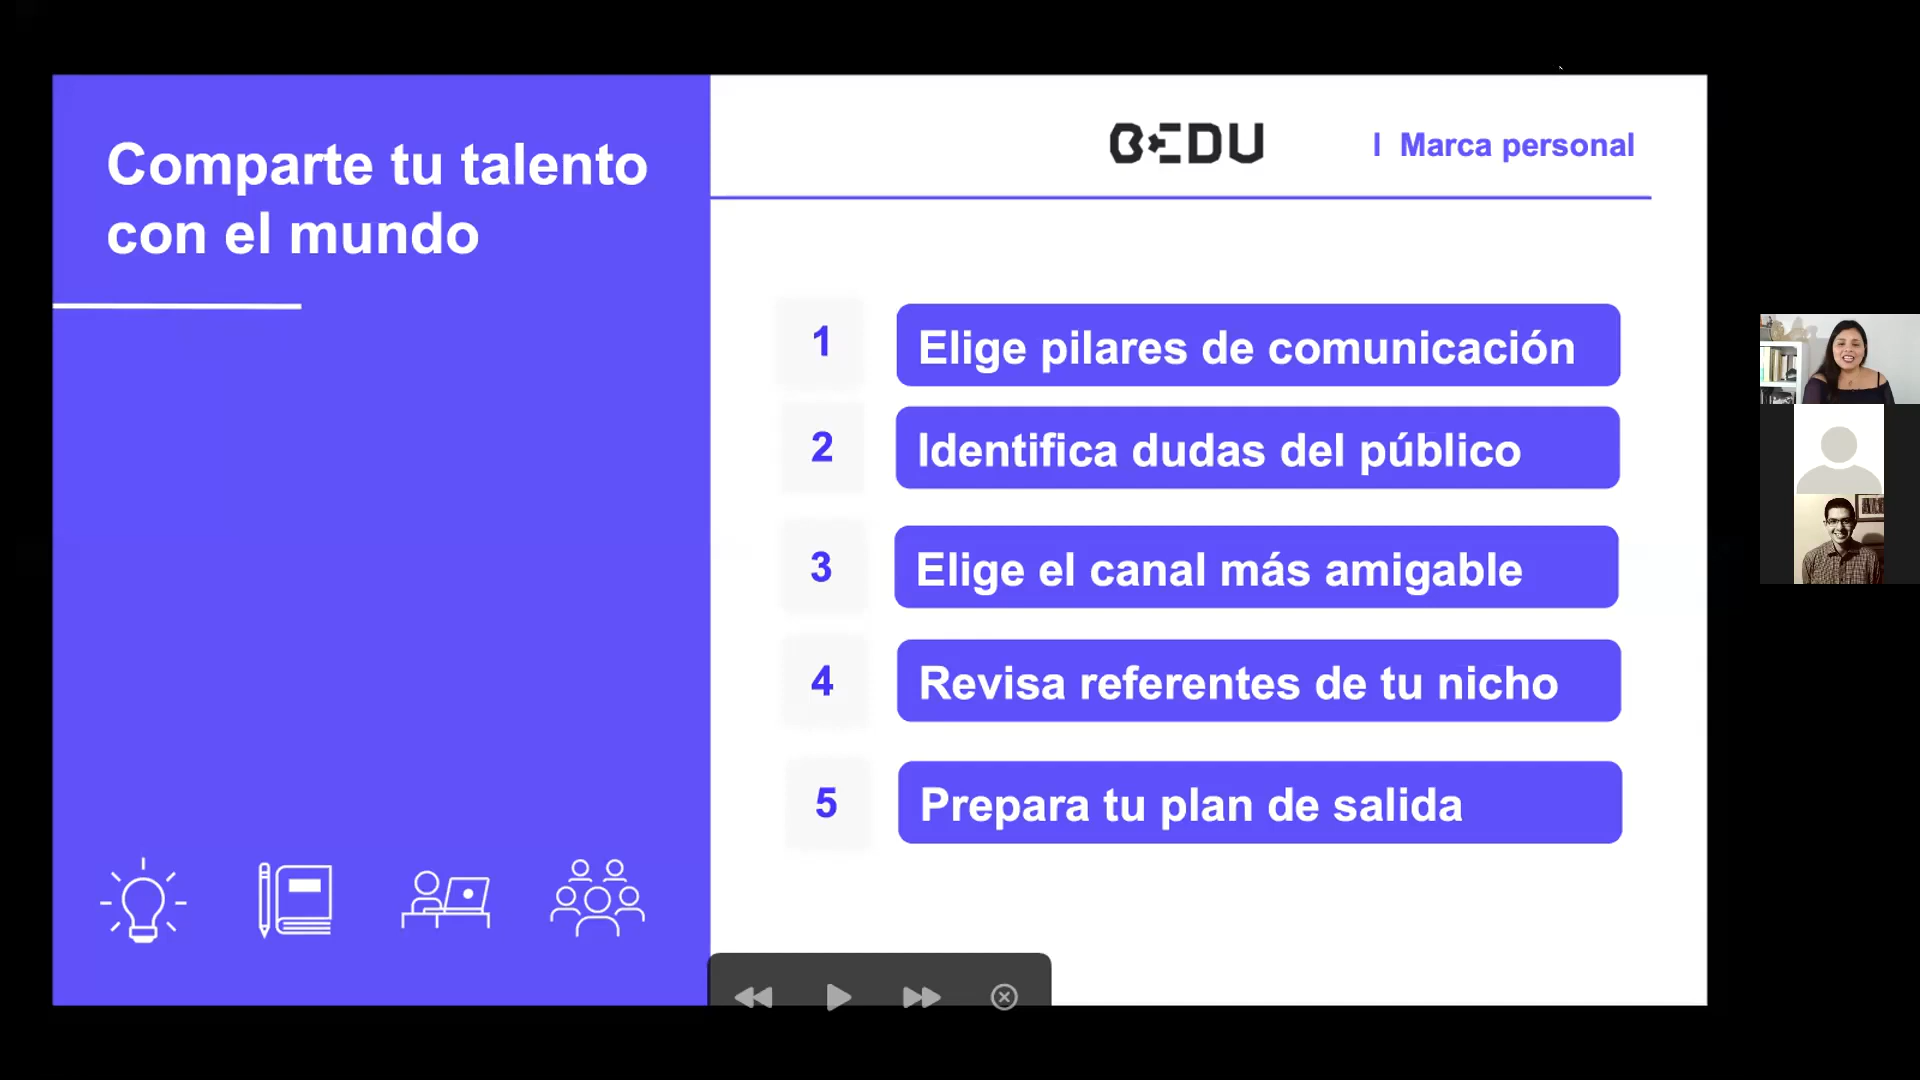 Comparte tu talento
con el mundo
BEDU
| Marca personal
1 Elige pilares de comunicación
2 Identifica dudas del público
3 Elige el canal más amigable
4 Revisa referentes de tu nicho
5 Prepara tu plan de salida